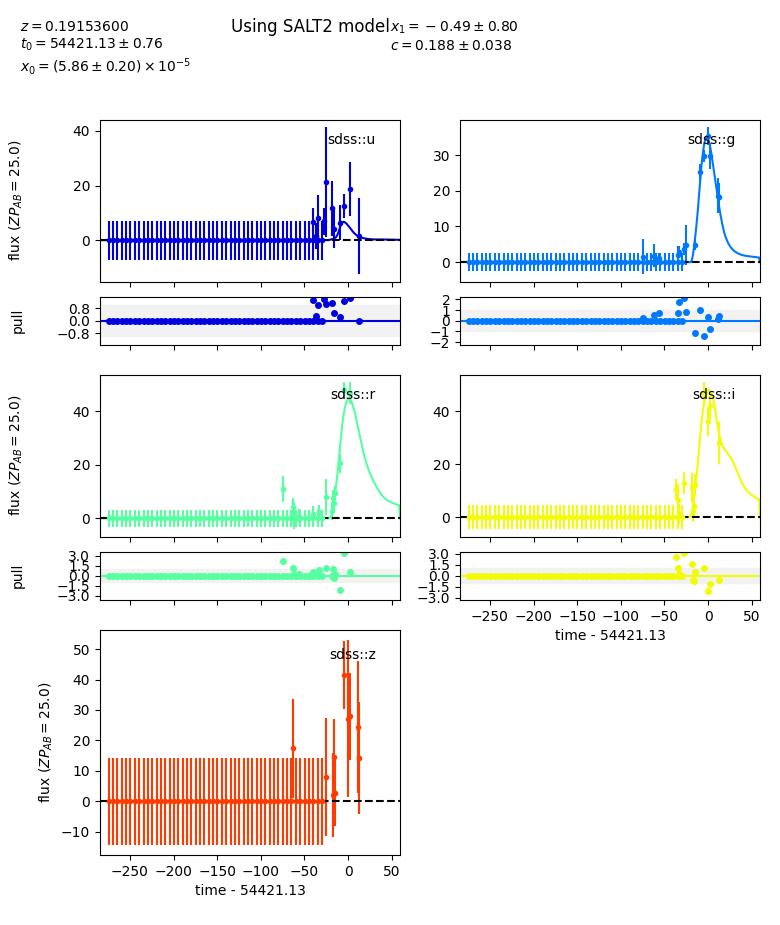 z = 0.19153600
Using SALT2 model
x₁ = −0.49 ± 0.80
t₀ = 54421.13 ± 0.76
c = 0.188 ± 0.038
x₀ = (5.86 ± 0.20) × 10⁻⁵
sdss::u
40
20
0
flux (ZP_AB = 25.0)
sdss::g
30
20
10
0
0.8
0.0
−0.8
pull
2
1
0
−1
−2
sdss::r
40
20
0
flux (ZP_AB = 25.0)
sdss::i
40
20
0
3.0
1.5
0.0
−1.5
−3.0
pull
3.0
1.5
0.0
−1.5
−3.0
−250 −200 −150 −100 −50 0 50
time - 54421.13
sdss::z
50
40
30
20
10
0
−10
flux (ZP_AB = 25.0)
−250 −200 −150 −100 −50 0 50
time - 54421.13